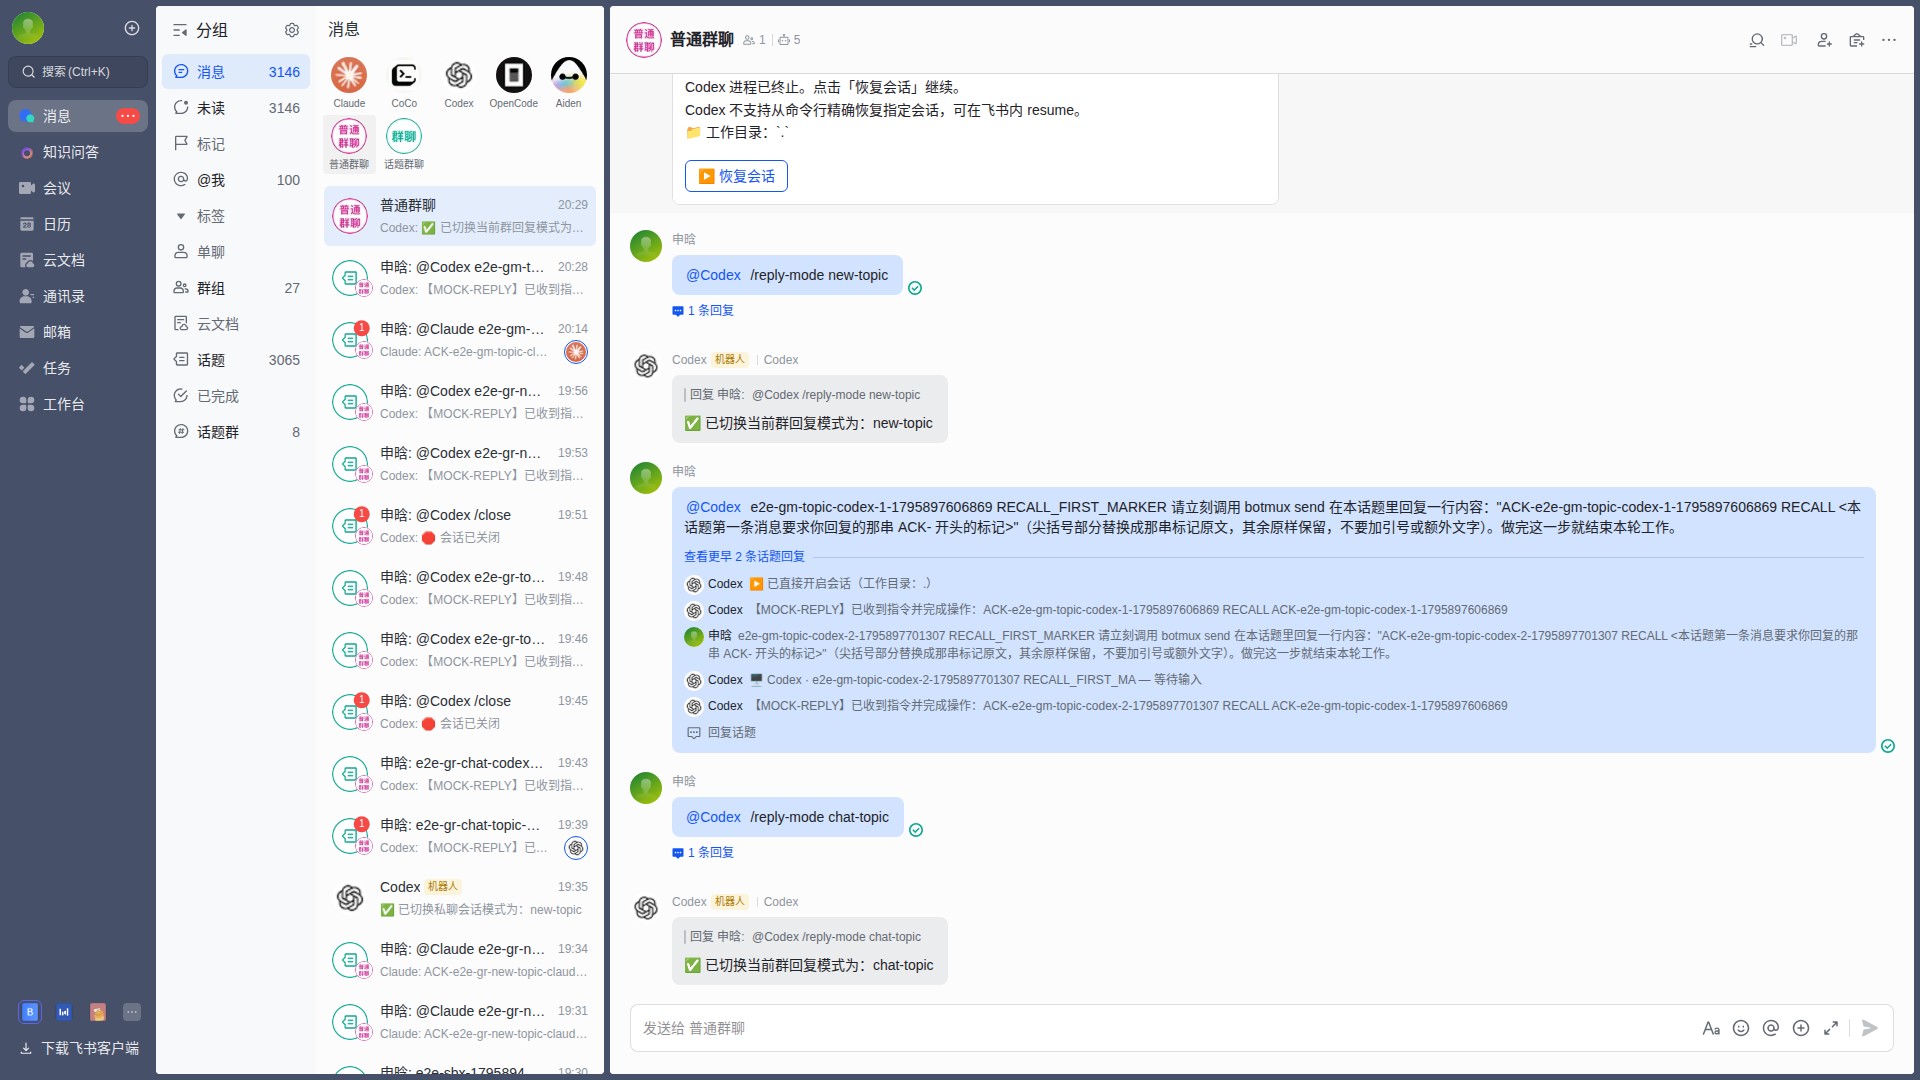 搜索 (Ctrl+K)
消息
知识问答
会议
日历
云文档
通讯录
邮箱
任务
工作台
B
下载飞书客户端
分组
消息 3146
未读 3146
标记
@我 100
标签
单聊
群组 27
云文档
话题 3065
已完成
话题群 8
消息
Claude
CoCo
Codex
OpenCode
Aiden
普通
群聊
普通群聊
群聊
话题群聊
普通
群聊
普通群聊 20:29
Codex: ✅ 已切换当前群回复模式为…
申晗: @Codex e2e-gm-t… 20:28
Codex: 【MOCK-REPLY】已收到指…
1
申晗: @Claude e2e-gm-… 20:14
Claude: ACK-e2e-gm-topic-cl…
申晗: @Codex e2e-gr-n… 19:56
Codex: 【MOCK-REPLY】已收到指…
申晗: @Codex e2e-gr-n… 19:53
Codex: 【MOCK-REPLY】已收到指…
1
申晗: @Codex /close 19:51
Codex: 🛑 会话已关闭
申晗: @Codex e2e-gr-to… 19:48
Codex: 【MOCK-REPLY】已收到指…
申晗: @Codex e2e-gr-to… 19:46
Codex: 【MOCK-REPLY】已收到指…
1
申晗: @Codex /close 19:45
Codex: 🛑 会话已关闭
申晗: e2e-gr-chat-codex… 19:43
Codex: 【MOCK-REPLY】已收到指…
1
申晗: e2e-gr-chat-topic-… 19:39
Codex: 【MOCK-REPLY】已…
Codex 机器人 19:35
✅ 已切换私聊会话模式为：new-topic
申晗: @Claude e2e-gr-n… 19:34
Claude: ACK-e2e-gr-new-topic-claud…
申晗: @Claude e2e-gr-n… 19:31
Claude: ACK-e2e-gr-new-topic-claud…
申晗: e2e-sbx-1795894… 19:30
普通
群聊
普通群聊 1 5
Codex 进程已终止。点击「恢复会话」继续。
Codex 不支持从命令行精确恢复指定会话，可在飞书内 resume。
📁 工作目录：`.`
▶️ 恢复会话
申晗
@Codex /reply-mode new-topic
1 条回复
Codex 机器人 Codex
回复 申晗: @Codex /reply-mode new-topic
✅ 已切换当前群回复模式为：new-topic
申晗
@Codex e2e-gm-topic-codex-1-1795897606869 RECALL_FIRST_MARKER 请立刻调用 botmux send 在本话题里回复一行内容："ACK-e2e-gm-topic-codex-1-1795897606869 RECALL <本
话题第一条消息要求你回复的那串 ACK- 开头的标记>"（尖括号部分替换成那串标记原文，其余原样保留，不要加引号或额外文字）。做完这一步就结束本轮工作。
查看更早 2 条话题回复
Codex ▶️ 已直接开启会话（工作目录：.）
Codex 【MOCK-REPLY】已收到指令并完成操作：ACK-e2e-gm-topic-codex-1-1795897606869 RECALL ACK-e2e-gm-topic-codex-1-1795897606869
申晗 e2e-gm-topic-codex-2-1795897701307 RECALL_FIRST_MARKER 请立刻调用 botmux send 在本话题里回复一行内容："ACK-e2e-gm-topic-codex-2-1795897701307 RECALL <本话题第一条消息要求你回复的那
串 ACK- 开头的标记>"（尖括号部分替换成那串标记原文，其余原样保留，不要加引号或额外文字）。做完这一步就结束本轮工作。
Codex 🖥️ Codex · e2e-gm-topic-codex-2-1795897701307 RECALL_FIRST_MA — 等待输入
Codex 【MOCK-REPLY】已收到指令并完成操作：ACK-e2e-gm-topic-codex-2-1795897701307 RECALL ACK-e2e-gm-topic-codex-1-1795897606869
回复话题
申晗
@Codex /reply-mode chat-topic
1 条回复
Codex 机器人 Codex
回复 申晗: @Codex /reply-mode chat-topic
✅ 已切换当前群回复模式为：chat-topic
发送给 普通群聊
Aa